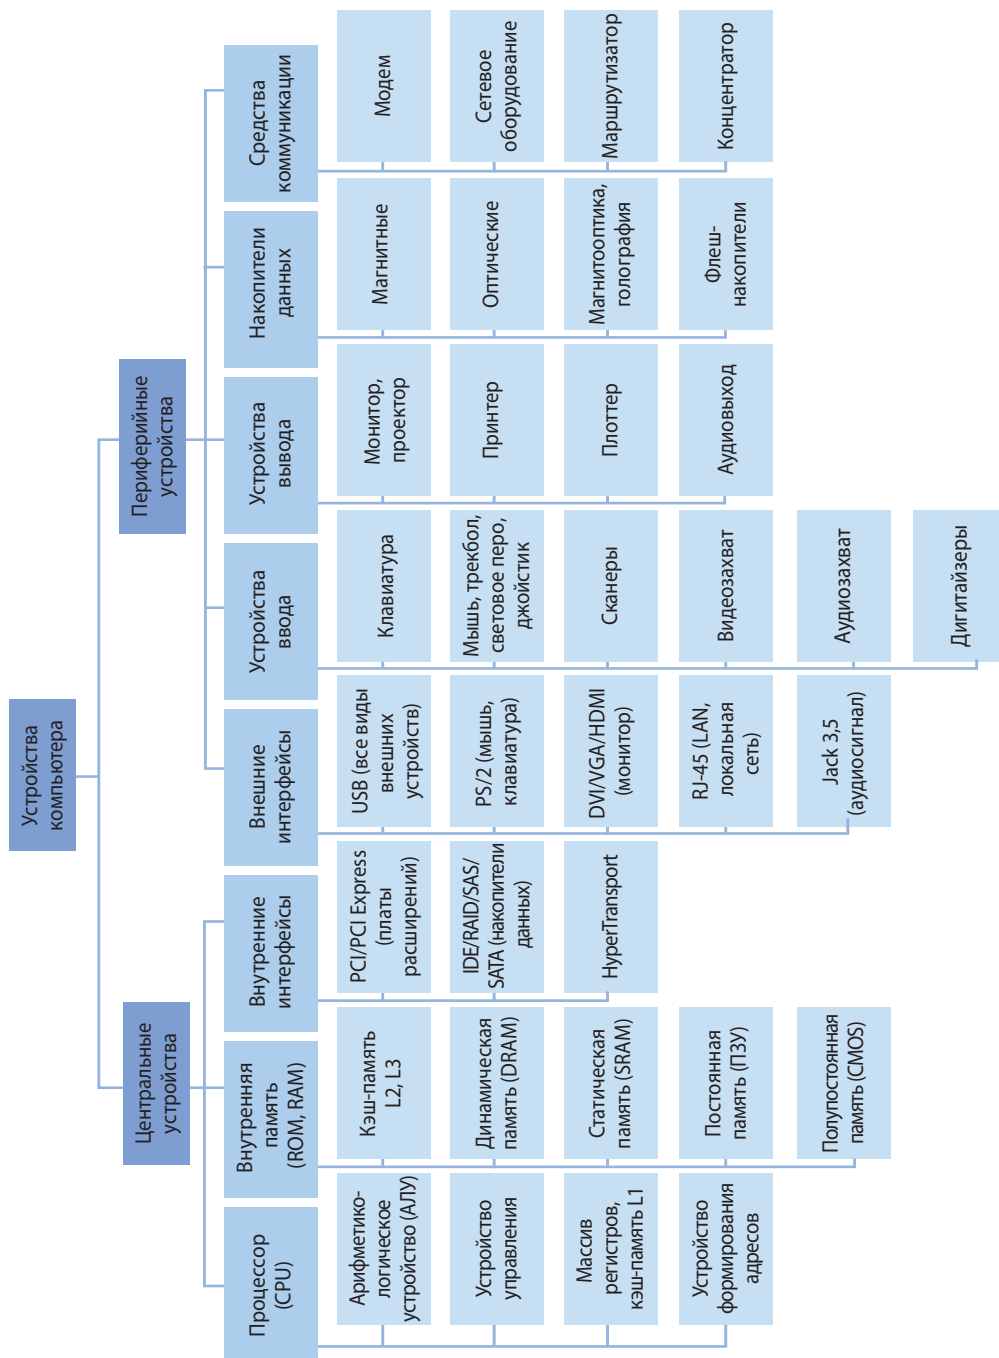 Устройства
компьютера
Центральные
устройства
Периферийные
устройства
Процессор
(CPU)
Арифметико-
логическое
устройство (АЛУ)
Устройство
управления
Массив
регистров,
кэш-память L1
Устройство
формирования
адресов
Внутренняя
память
(ROM, RAM)
Кэш-память
L2, L3
Динамическая
память (DRAM)
Статическая
память (SRAM)
Постоянная
память (ПЗУ)
Полупостоянная
память (CMOS)
Внутренние
интерфейсы
PCI/PCI Express
(платы
расширений)
IDE/RAID/SAS/
SATA (накопители
данных)
HyperTransport
Внешние
интерфейсы
USB (все виды
внешних
устройств)
PS/2 (мышь,
клавиатура)
DVI/VGA/HDMI
(монитор)
RJ-45 (LAN,
локальная
сеть)
Jack 3,5
(аудиосигнал)
Устройства
ввода
Клавиатура
Мышь, трекбол,
световое перо,
джойстик
Сканеры
Видеозахват
Аудиозахват
Дигитайзеры
Устройства
вывода
Монитор,
проектор
Принтер
Плоттер
Аудиовыход
Накопители
данных
Магнитные
Оптические
Магнитооптика,
голография
Флеш-
накопители
Средства
коммуникации
Модем
Сетевое
оборудование
Маршрутизатор
Концентратор